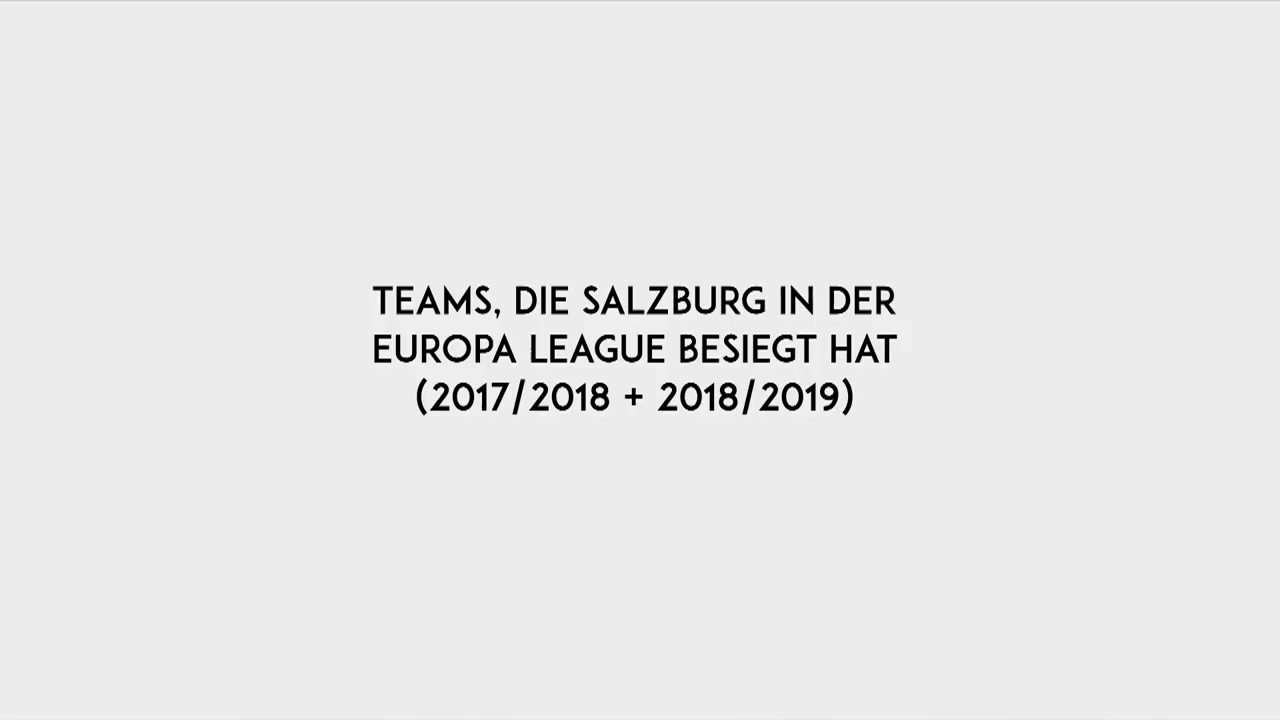 TEAMS, DIE SALZBURG IN DER
EUROPA LEAGUE BESIEGT HAT
(2017/2018 + 2018/2019)